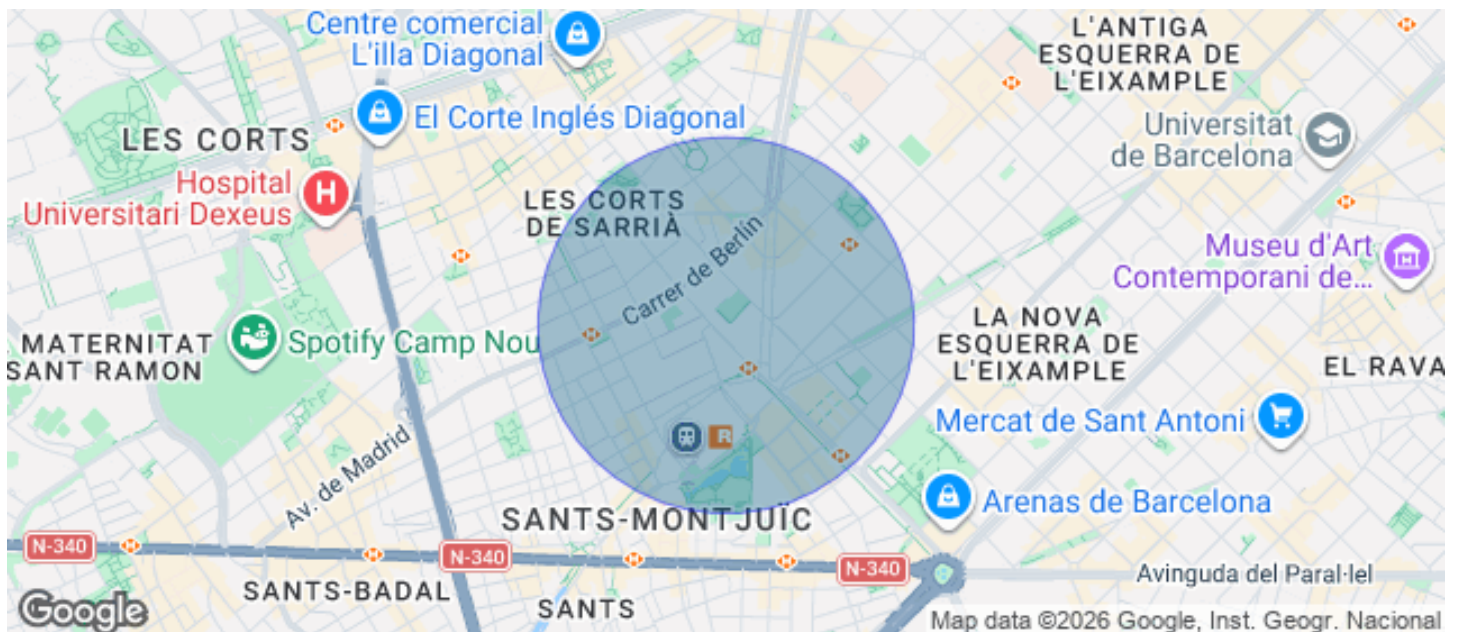 Centre comercial
L'illa Diagonal
L'ANTIGA
ESQUERRA DE
L'EIXAMPLE
El Corte Inglés Diagonal
LES CORTS
Universitat
de Barcelona
Hospital
Universitari Dexeus
H
LES CORTS
DE SARRIÀ
Carrer de Berlín
Museu d'Art
Contemporani de...
MATERNITAT
SANT RAMON
Spotify Camp Nou
LA NOVA
ESQUERRA DE
L'EIXAMPLE
EL RAVA
Mercat de Sant Antoni
R
Av. de Madrid
Arenas de Barcelona
SANTS-MONTJUÏC
N-340
N-340
N-340
SANTS-BADAL
SANTS
Avinguda del Paral·lel
Google
Map data ©2026 Google, Inst. Geogr. Nacional